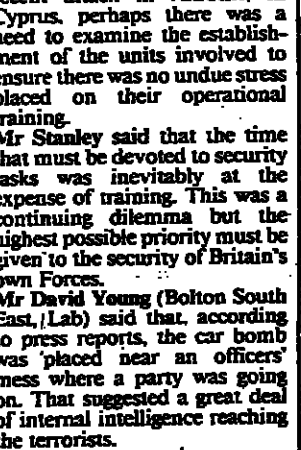 Cyprus, perhaps there was a
need to examine the establish-
ment of the units involved to
ensure there was no undue stress
placed on their operational
training.
Mr Stanley said that the time
that must be devoted to security
tasks was inevitably at the
expense of training. This was a
continuing dilemma but the
highest possible priority must be
given to the security of Britain's
own Forces.
Mr David Young (Bolton South
East, Lab) said that, according
to press reports, the car bomb
was placed near an officers'
mess where a party was going
on. That suggested a great deal
of internal intelligence reaching
the terrorists.